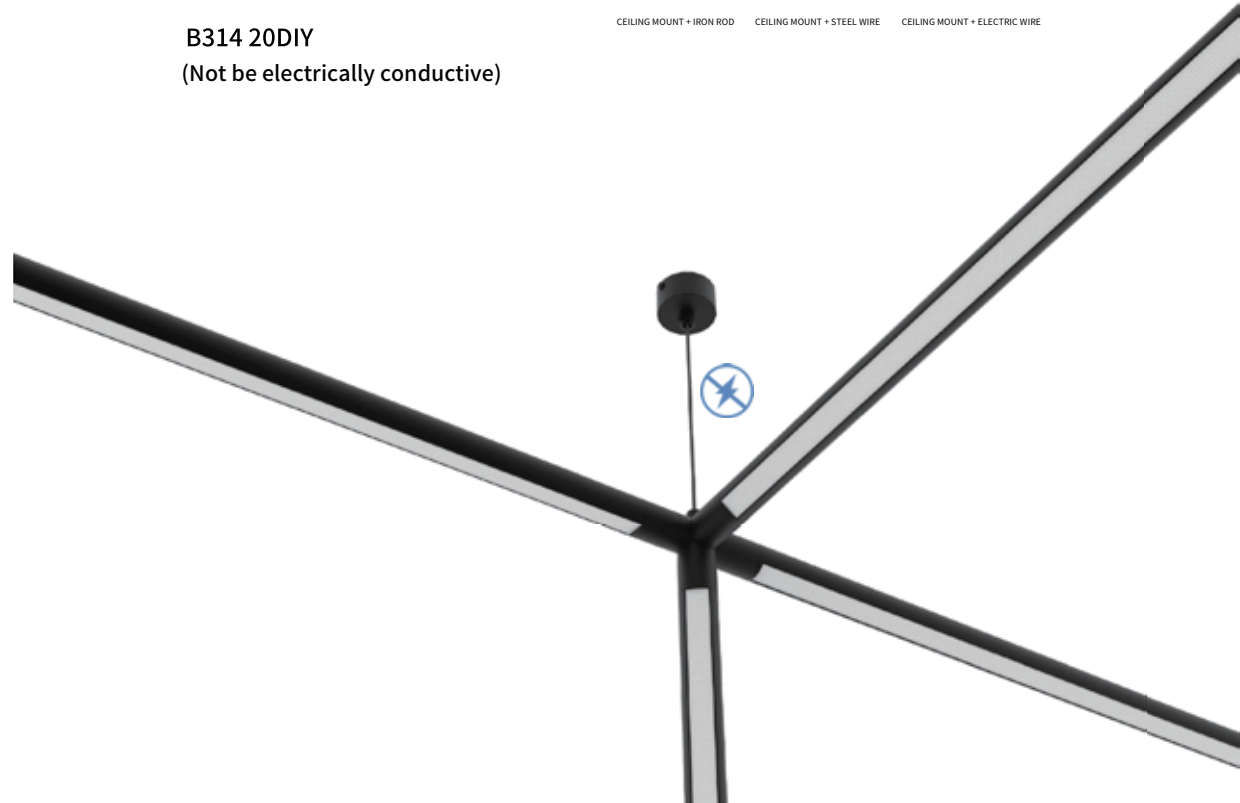 B314 20DIY
(Not be electrically conductive)
CEILING MOUNT + IRON ROD CEILING MOUNT + STEEL WIRE CEILING MOUNT + ELECTRIC WIRE